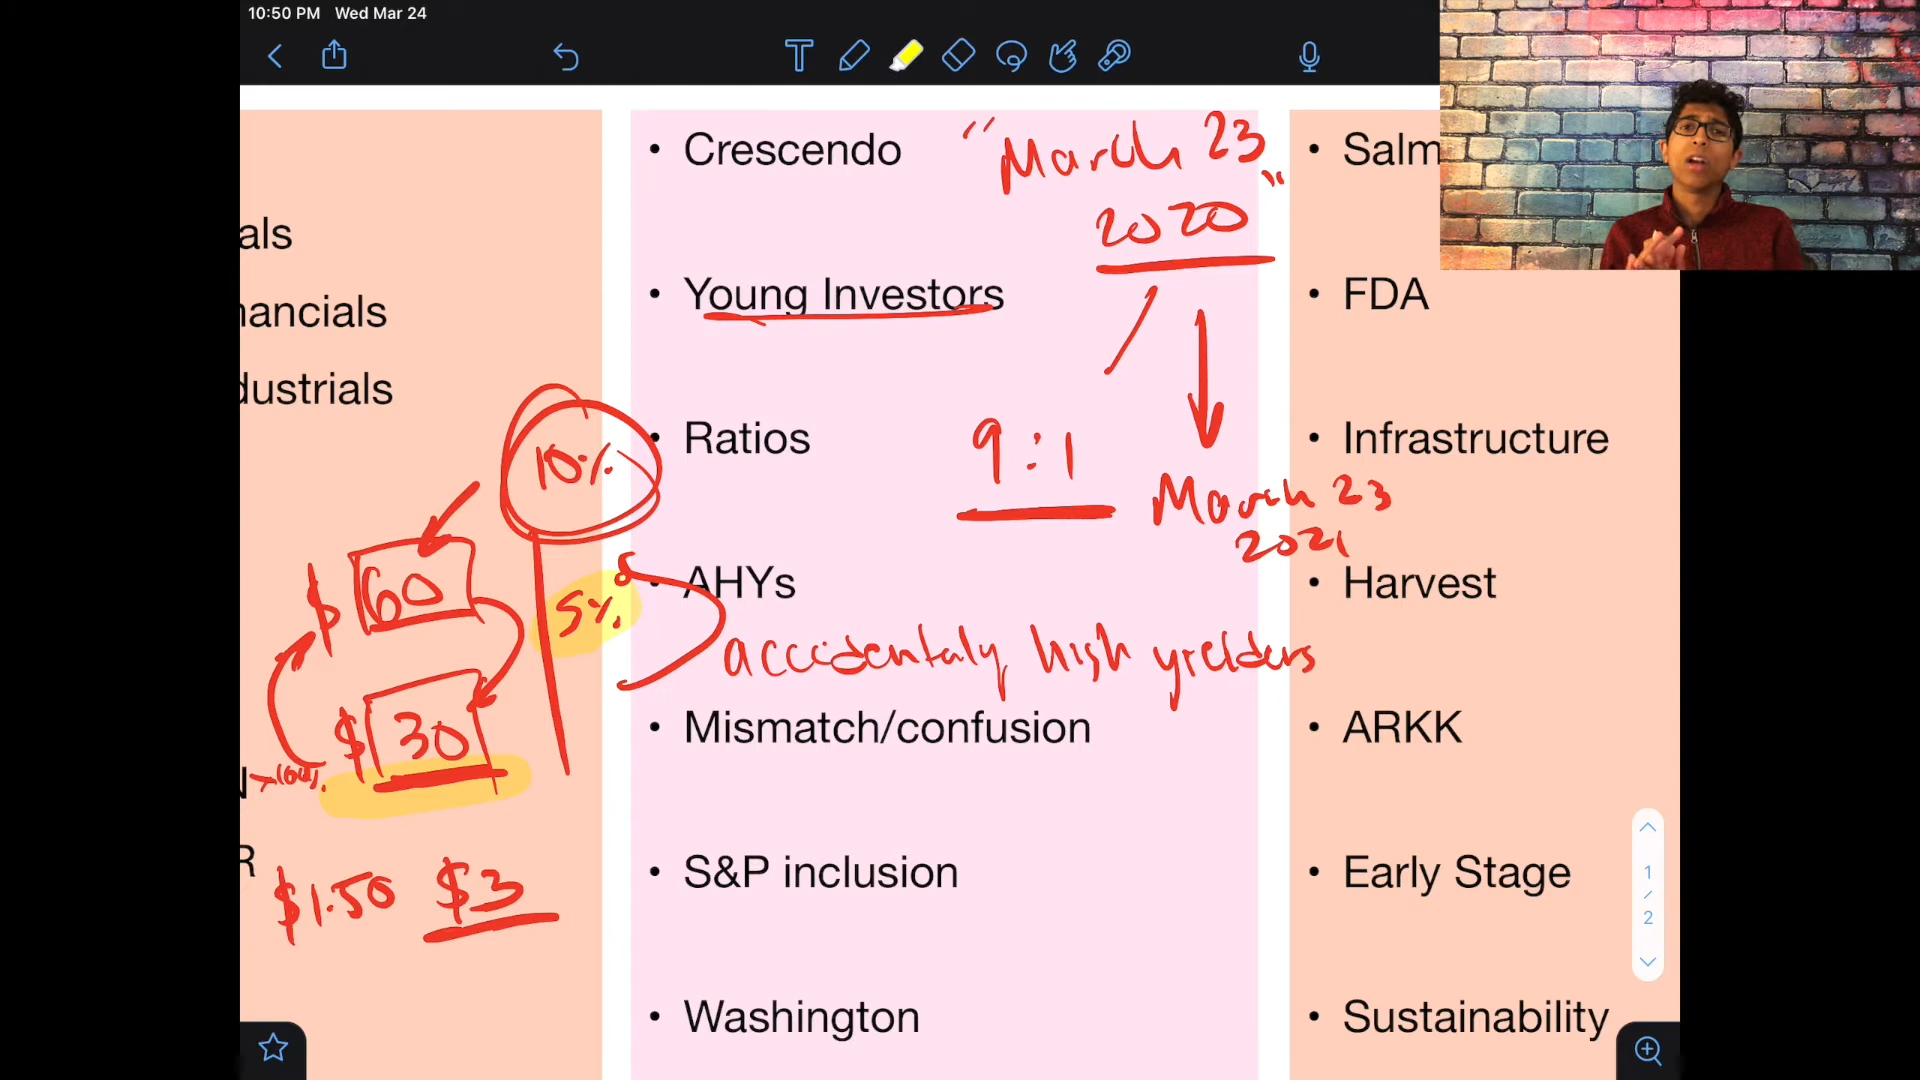 10:50 PM Wed Mar 24
als
nancials
dustrials
10%
$ 60
5%
$ 30
$1.50 $3
• Crescendo
"March 23"
2020
• Young Investors
• Ratios
9:1
March 23
2021
• AHYs
accidentaly high yielders
• Mismatch/confusion
• S&P inclusion
• Washington
• Salm
• FDA
• Infrastructure
• Harvest
• ARKK
• Early Stage
• Sustainability
1
/
2